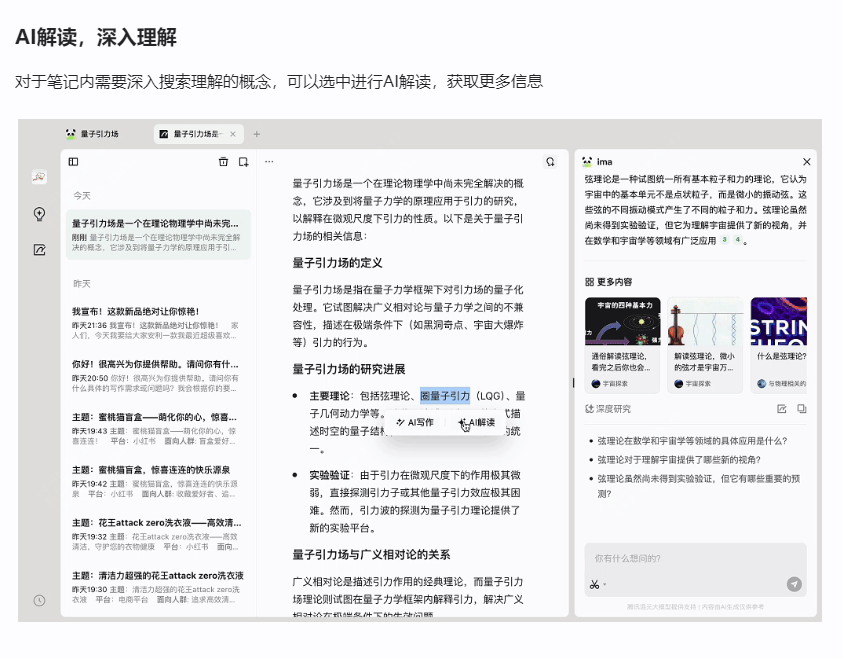 AI解读，深入理解
对于笔记内需要深入搜索理解的概念，可以选中进行AI解读，获取更多信息
量子引力场
量子引力场是一
今天
量子引力场是一个在理论物理学中尚未完...
刚刚 量子引力场是一个在理论物理学中尚未完全解
决的概念，它涉及到将量子力学的原理应用于引...
昨天
我宣布！这款新品绝对让你惊艳！
昨天21:36 我宣布！这款新品绝对让你惊艳！ 家
人们，今天我要给大家安利一款我最近超级喜欢...
你好！很高兴为你提供帮助。请问你有什...
昨天20:50 你好！很高兴为你提供帮助。请问你有
什么具体的写作需求或问题吗？我会根据你的要...
主题：蜜桃猫盲盒——萌化你的心，惊喜...
昨天19:43 主题：蜜桃猫盲盒——萌化你的心，惊
喜连连！ 平台：小红书 面向人群：盲盒爱好...
主题：蜜桃猫盲盒，惊喜连连的快乐源泉
昨天19:42 主题：蜜桃猫盲盒，惊喜连连的快乐源
泉 平台：小红书 面向人群：收藏爱好者、追...
主题：花王attack zero洗衣液——高效清...
昨天19:32 主题：花王attack zero洗衣液——高效
清洁，守护您的衣物健康 平台：小红书 面向...
主题：清洁力超强的花王attack zero洗衣液
昨天19:30 主题：清洁力超强的花王attack zero洗
衣液 平台：电商平台 面向人群：追求高效清...
量子引力场是一个在理论物理学中尚未完全解决的概
念，它涉及到将量子力学的原理应用于引力的研究，
以解释在微观尺度下引力的性质。以下是关于量子引
力场的相关信息：
量子引力场的定义
量子引力场是指在量子力学框架下对引力场的量子化
处理。它试图解决广义相对论与量子力学之间的不兼
容性，描述在极端条件下（如黑洞奇点、宇宙大爆炸
等）引力的行为。
量子引力场的研究进展
• 主要理论：包括弦理论、圈量子引力（LQG）、量
子几何动力学等。
式描
述时空的量子结构
的统
一。
AI写作
AI解读
• 实验验证：由于引力在微观尺度下的作用极其微
弱，直接探测引力子或其他量子引力效应极其困
难。然而，引力波的探测为量子引力理论提供了
新的实验平台。
量子引力场与广义相对论的关系
广义相对论是描述引力作用的经典理论，而量子引力
场理论则试图在量子力学框架内解释引力，解决广义
相对论在极端条件下的失效问题。
ima
弦理论是一种试图统一所有基本粒子和力的理论，它认为
宇宙中的基本单元不是点状粒子，而是微小的振动弦。这
些弦的不同振动模式产生了不同的粒子和力。弦理论虽然
尚未得到实验验证，但它为理解宇宙提供了新的视角，并
在数学和宇宙学等领域有广泛应用 3 4 。
更多内容
宇宙的四种基本力
STRIN
THEO
通俗解读弦理论，
看完之后你也会...
宇宙探索
解读弦理论，微小
的弦才是宇宙万...
宇宙探索
什么是弦理论？
与物理相关的
深度研究
• 弦理论在数学和宇宙学等领域的具体应用是什么？
• 弦理论对于理解宇宙提供了哪些新的视角？
• 弦理论虽然尚未得到实验验证，但它有哪些重要的预
测？
你有什么想问的？
腾讯混元大模型提供支持 | 内容由AI生成仅供参考